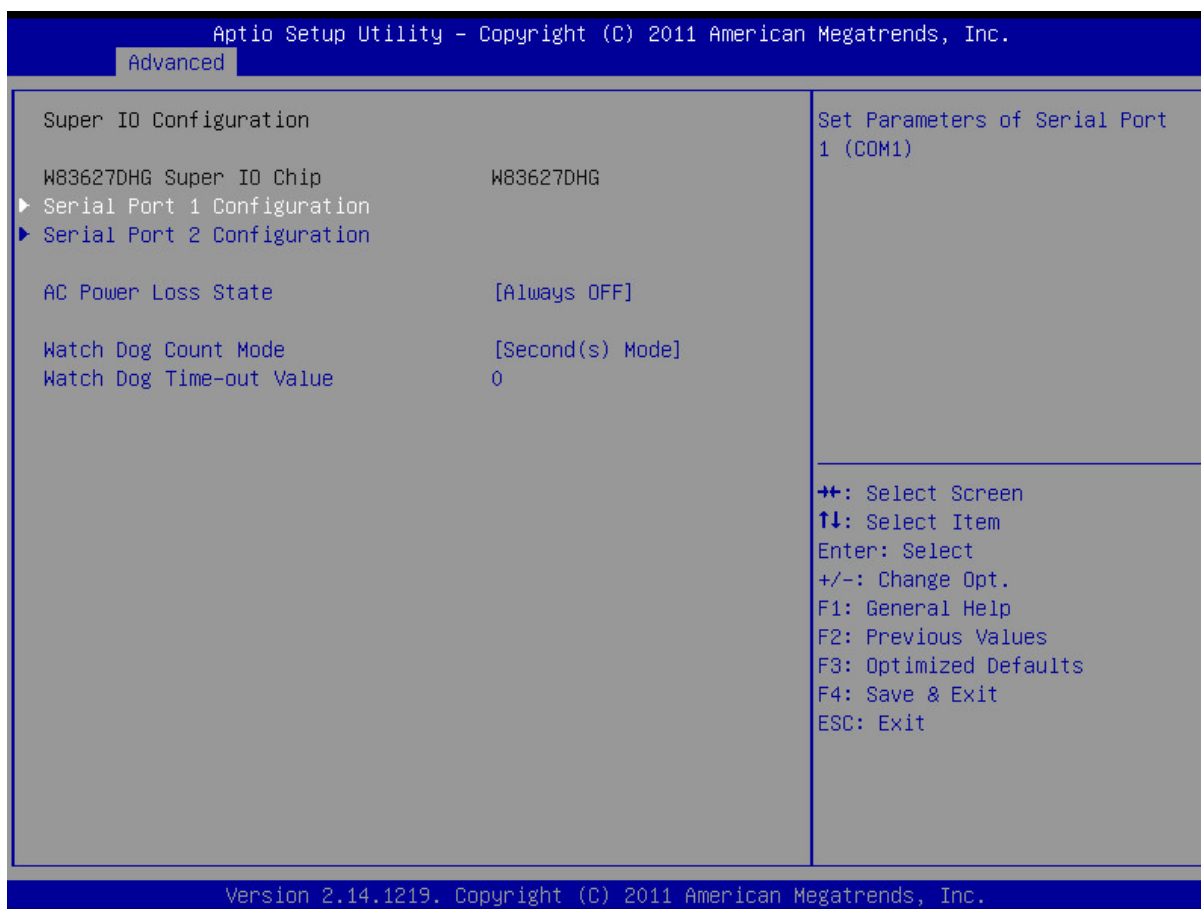 Aptio Setup Utility – Copyright (C) 2011 American Megatrends, Inc.
Advanced
Super IO Configuration
W83627DHG Super IO Chip W83627DHG
Serial Port 1 Configuration
Serial Port 2 Configuration
AC Power Loss State [Always OFF]
Watch Dog Count Mode [Second(s) Mode]
Watch Dog Time-out Value 0
Set Parameters of Serial Port
1 (COM1)
→←: Select Screen
↑↓: Select Item
Enter: Select
+/-: Change Opt.
F1: General Help
F2: Previous Values
F3: Optimized Defaults
F4: Save & Exit
ESC: Exit
Version 2.14.1219. Copyright (C) 2011 American Megatrends, Inc.